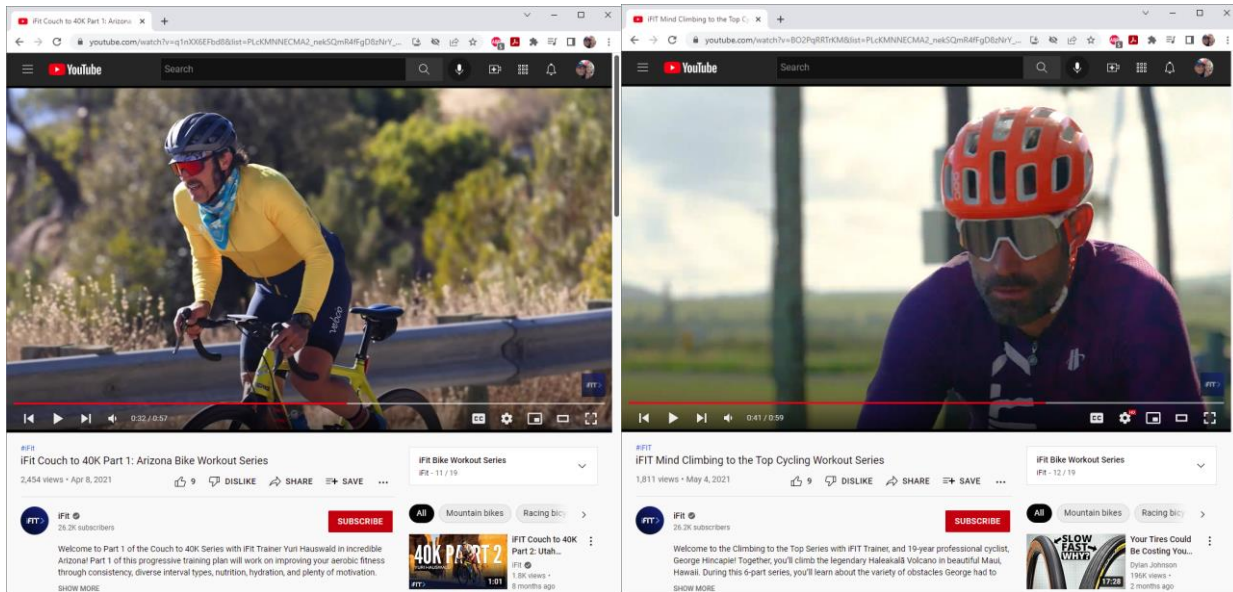 iFit Couch to 40K Part 1: Arizona
youtube.com/watch?v=q1nXXl6EFbd8&list=PLcKMNNECMA2_nekSQmR4fFgD8zNrY_...
YouTube
Search
velocio
iFIT
0:32 / 0:57
CC
#iFit
iFit Couch to 40K Part 1: Arizona Bike Workout Series
2,454 views • Apr 8, 2021
9
DISLIKE
SHARE
SAVE
iFit
26.2K subscribers
SUBSCRIBE
Welcome to Part 1 of the Couch to 40K Series with iFit Trainer Yuri Hauswald in incredible
Arizona! Part 1 of this progressive training plan will work on improving your aerobic fitness
through consistency, diverse interval types, nutrition, hydration, and plenty of motivation.
SHOW MORE
iFit Bike Workout Series
iFit - 11 / 19
All
Mountain bikes
Racing bic
40K PART 2
YURI HAUSWALD
iFIT
1:01
iFIT Couch to 40K
Part 2: Utah...
iFit
1.8K views •
8 months ago
iFIT Mind Climbing to the Top Cy
youtube.com/watch?v=BO2PqRRTrKM&list=PLcKMNNECMA2_nekSQmR4fFgD8zNrY_...
YouTube
Search
POC
iFIT
0:41 / 0:59
CC
HD
#iFIT
iFIT Mind Climbing to the Top Cycling Workout Series
1,811 views • May 4, 2021
9
DISLIKE
SHARE
SAVE
iFit
26.2K subscribers
SUBSCRIBE
Welcome to the Climbing to the Top Series with iFIT Trainer, and 19-year professional cyclist,
George Hincapie! Together, you'll climb the legendary Haleakalā Volcano in beautiful Maui,
Hawaii. During this 6-part series, you'll learn about the variety of obstacles George had to
SHOW MORE
iFit Bike Workout Series
iFit - 12 / 19
All
Mountain bikes
Racing bicy
SLOW
FAST
WHY?
17:28
Your Tires Could
Be Costing You...
Dylan Johnson
196K views •
2 months ago